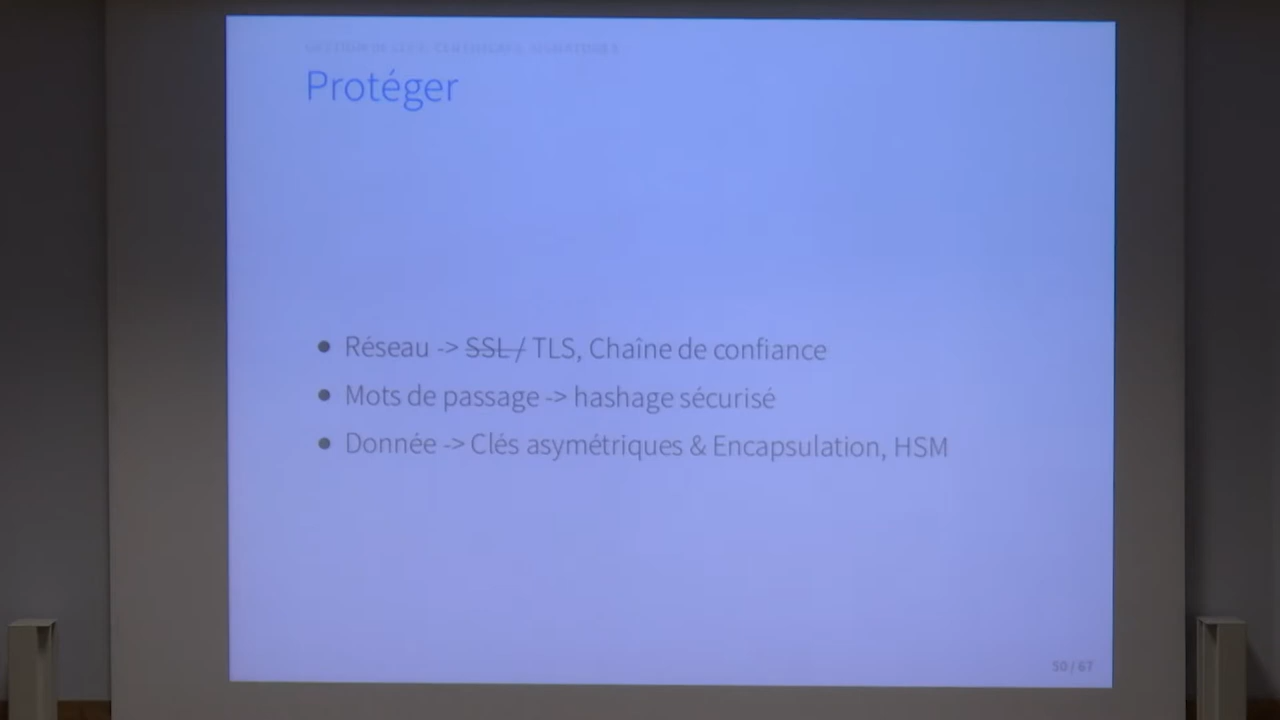 Protéger
• Réseau -> SSL / TLS, Chaîne de confiance
• Mots de passage -> hashage sécurisé
• Donnée -> Clés asymétriques & Encapsulation, HSM
50 / 67